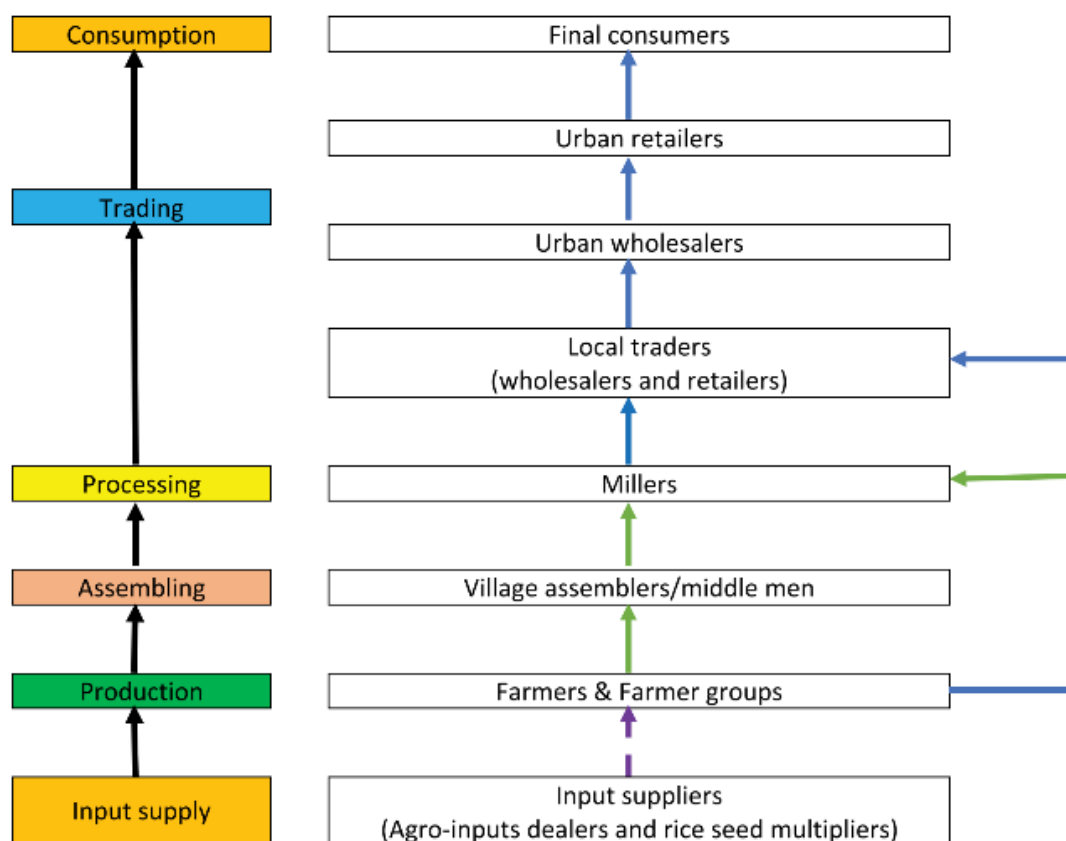 Consumption
Final consumers
Urban retailers
Trading
Urban wholesalers
Local traders
(wholesalers and retailers)
Processing
Millers
Assembling
Village assemblers/middle men
Production
Farmers & Farmer groups
Input supply
Input suppliers
(Agro-inputs dealers and rice seed multipliers)